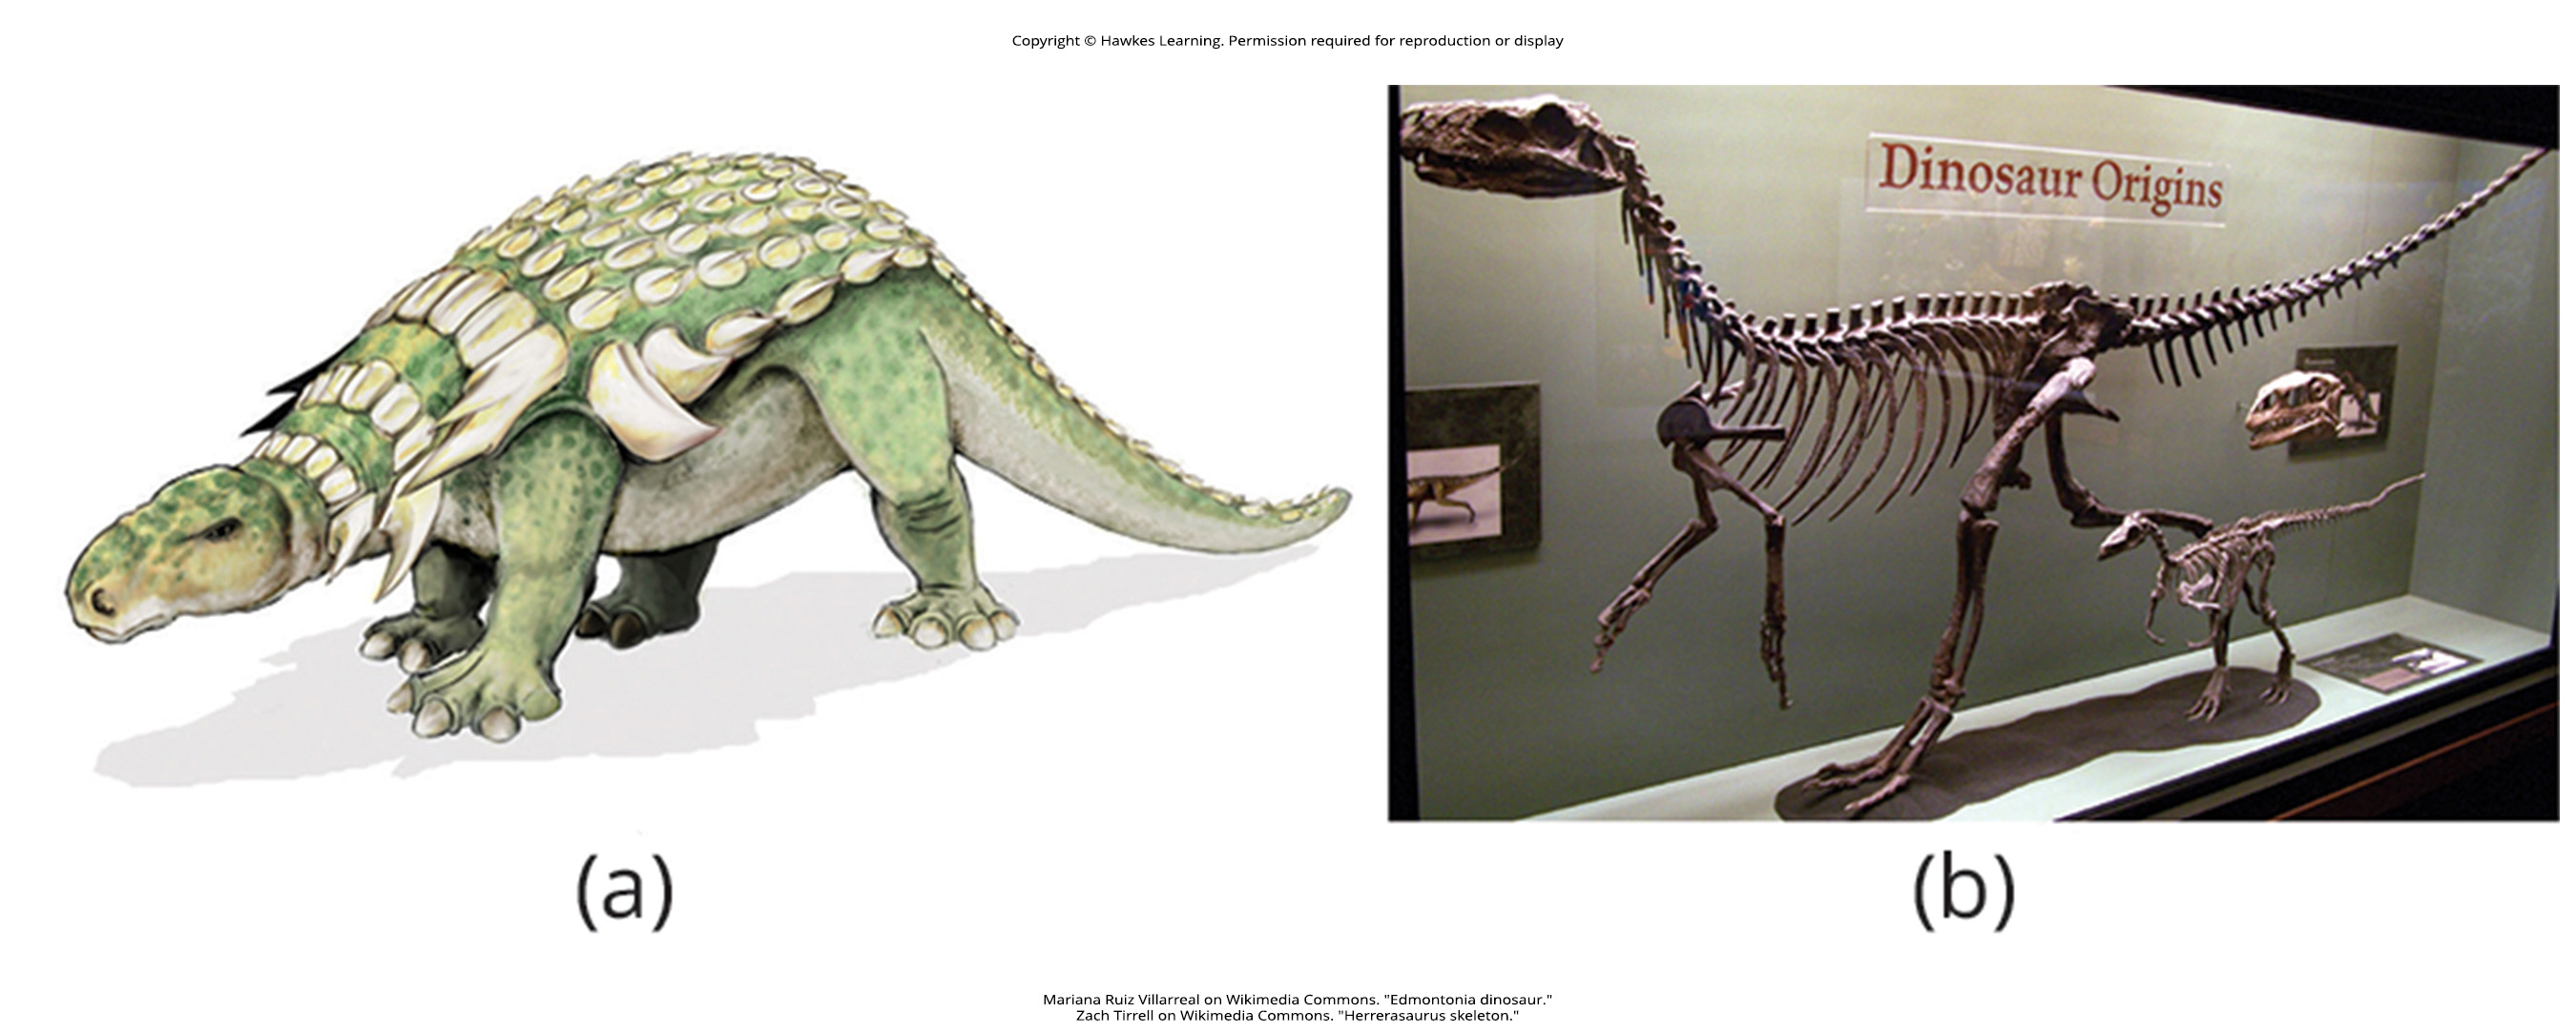 Copyright © Hawkes Learning. Permission required for reproduction or display
Dinosaur Origins
(a)
(b)
Mariana Ruiz Villarreal on Wikimedia Commons. "Edmontonia dinosaur."
Zach Tirrell on Wikimedia Commons. "Herrerasaurus skeleton."